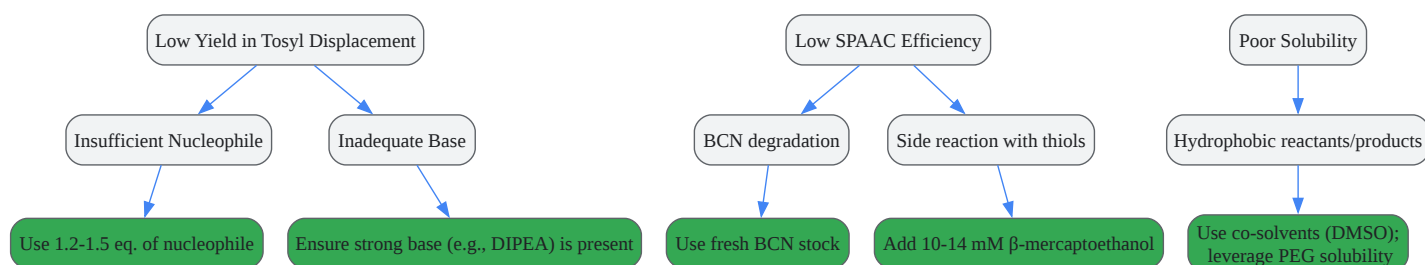 Low Yield in Tosyl Displacement
Low SPAAC Efficiency
Poor Solubility
Insufficient Nucleophile
Inadequate Base
BCN degradation
Side reaction with thiols
Hydrophobic reactants/products
Use 1.2-1.5 eq. of nucleophile
Ensure strong base (e.g., DIPEA) is present
Use fresh BCN stock
Add 10-14 mM β-mercaptoethanol
Use co-solvents (DMSO);
leverage PEG solubility